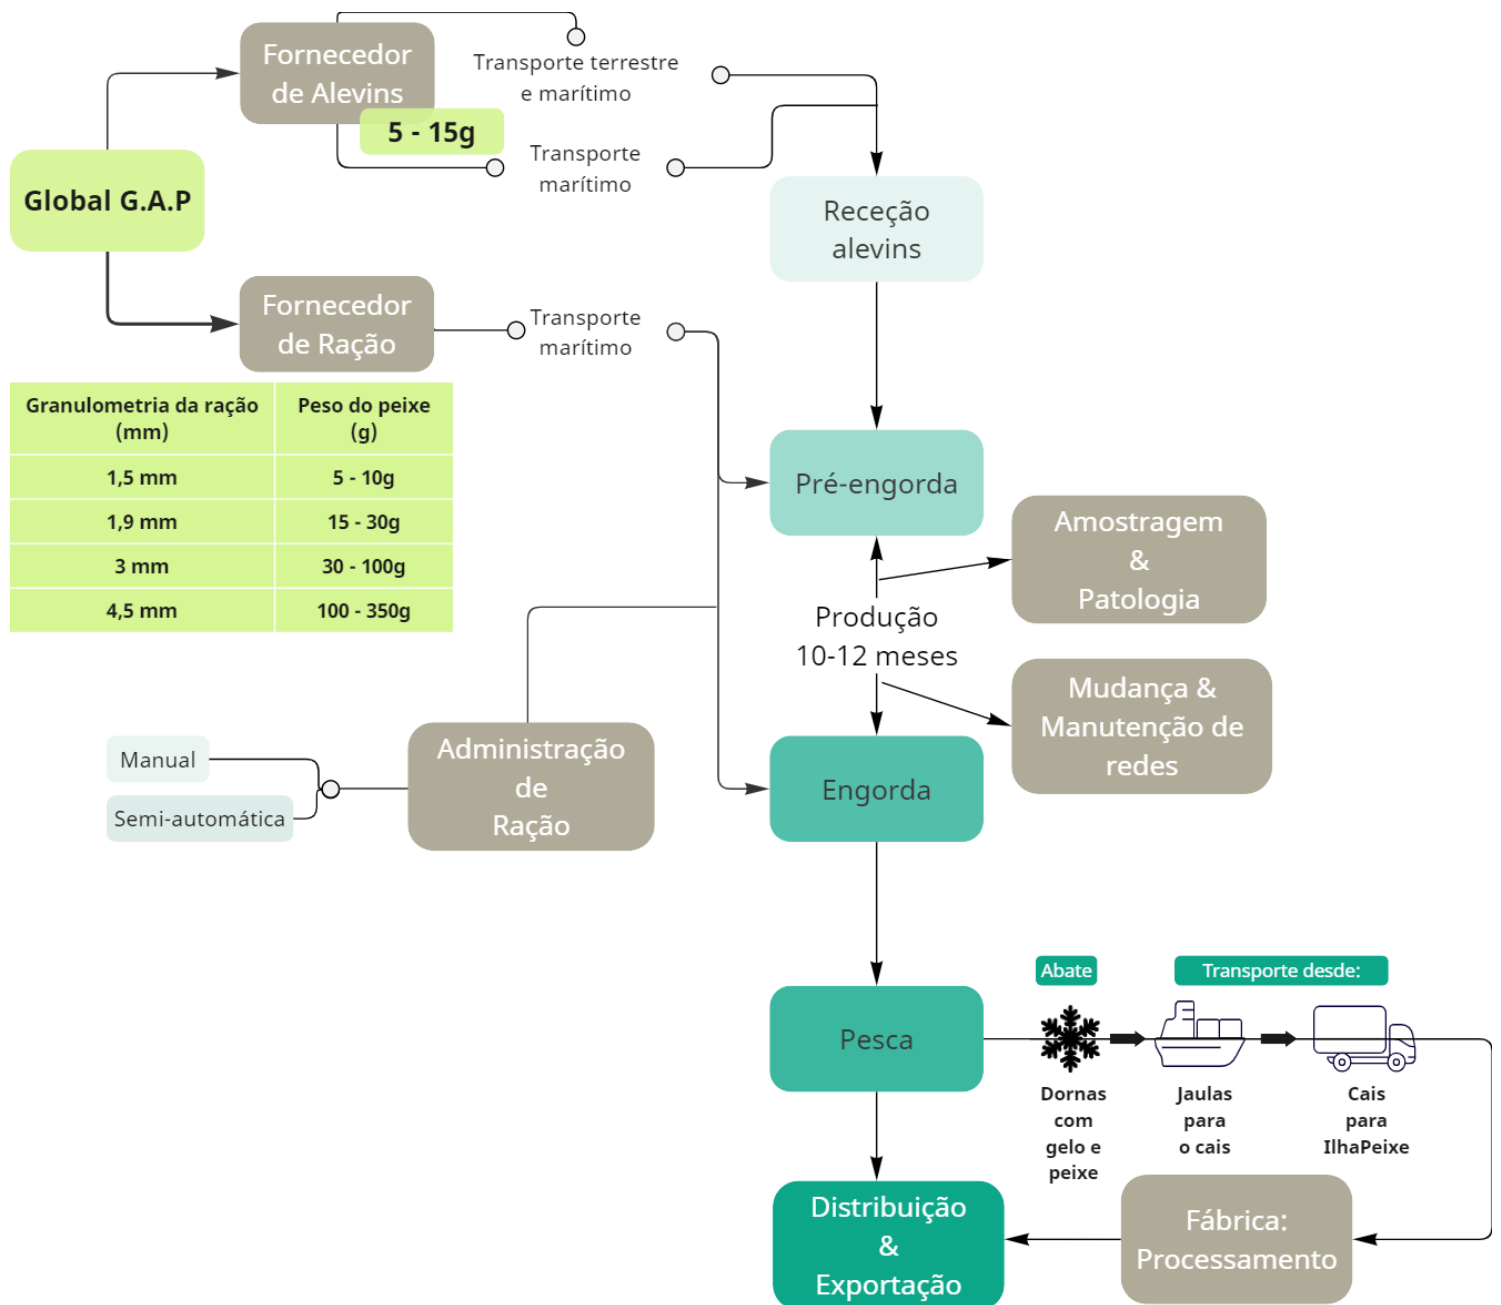 Fornecedor
de Alevins
5 - 15g
Transporte terrestre
e marítimo
Transporte
marítimo
Global G.A.P
Receção
alevins
Fornecedor
de Ração
Transporte
marítimo
Granulometria da ração
(mm)
Peso do peixe
(g)
1,5 mm
5 - 10g
1,9 mm
15 - 30g
3 mm
30 - 100g
4,5 mm
100 - 350g
Pré-engorda
Amostragem
&
Patologia
Produção
10-12 meses
Mudança &
Manutenção de
redes
Manual
Semi-automática
Administração
de
Ração
Engorda
Abate
Transporte desde:
Pesca
Dornas
com
gelo e
peixe
Jaulas
para
o cais
Cais
para
IlhaPeixe
Distribuição
&
Exportação
Fábrica:
Processamento